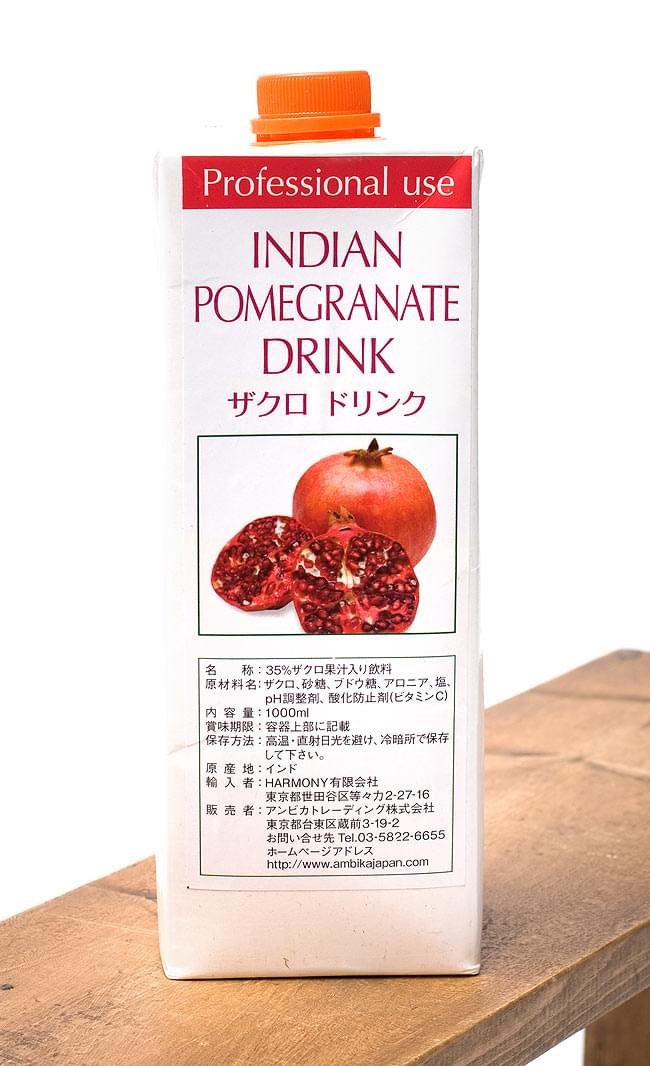 Professional use
INDIAN
POMEGRANATE
DRINK
ザクロ ドリンク
名　　称：35%ザクロ果汁入り飲料
原材料名：ザクロ、砂糖、ブドウ糖、アロニア、塩、
pH調整剤、酸化防止剤(ビタミンC)
内 容 量：1000ml
賞味期限：容器上部に記載
保存方法：高温・直射日光を避け、冷暗所で保存
して下さい。
原 産 地：インド
輸 入 者：HARMONY有限会社
東京都世田谷区等々力2-27-16
販 売 者：アンビカトレーディング株式会社
東京都台東区蔵前3-19-2
お問い合せ先 Tel.03-5822-6655
ホームページアドレス
http://www.ambikajapan.com